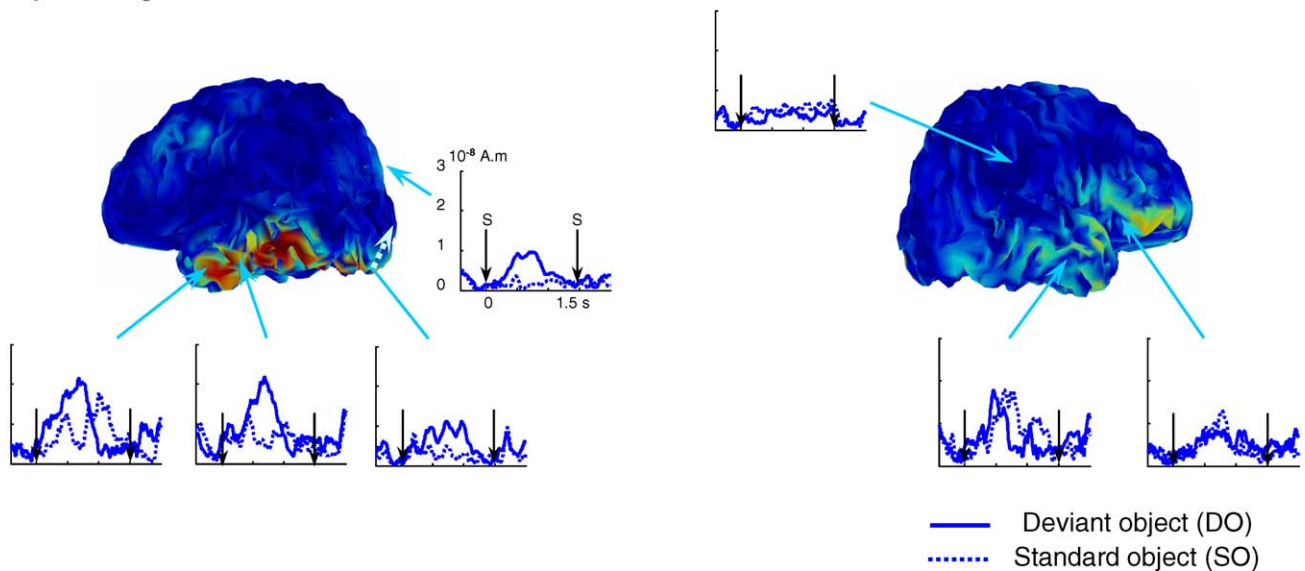 10⁻⁸ A.m
3
2
S S
1
0
0 1.5 s
Deviant object (DO)
Standard object (SO)